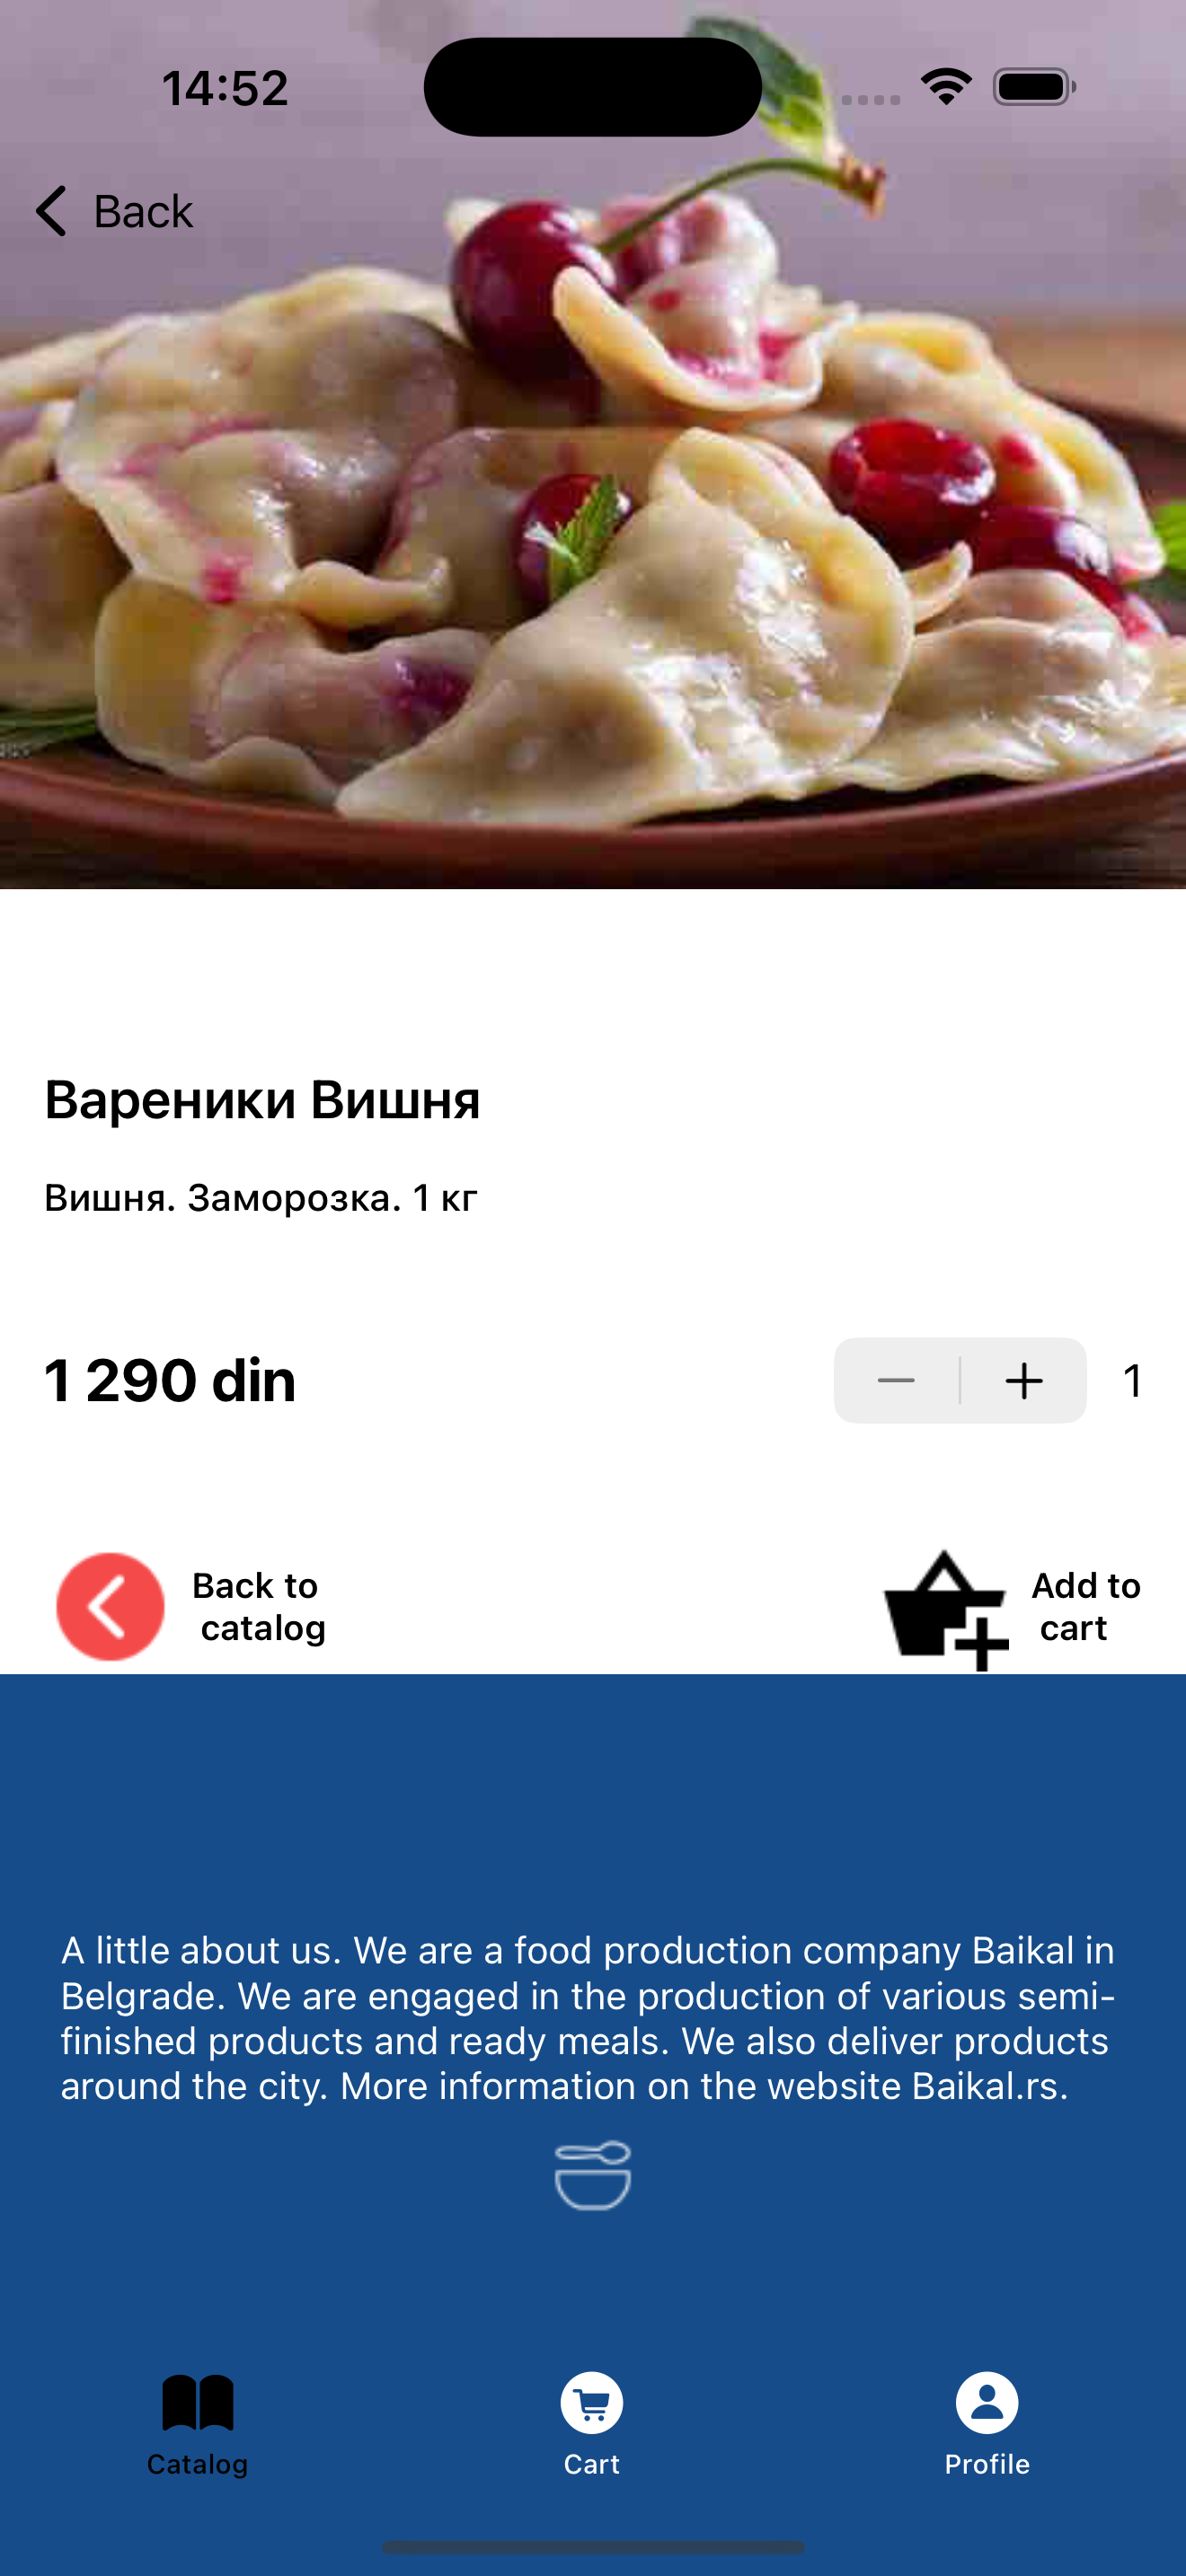 14:52
Back
Вареники Вишня
Вишня. Заморозка. 1 кг
1 290 din
1
Back to
catalog
Add to
cart
A little about us. We are a food production company Baikal in
Belgrade. We are engaged in the production of various semi-
finished products and ready meals. We also deliver products
around the city. More information on the website Baikal.rs.
Catalog
Cart
Profile